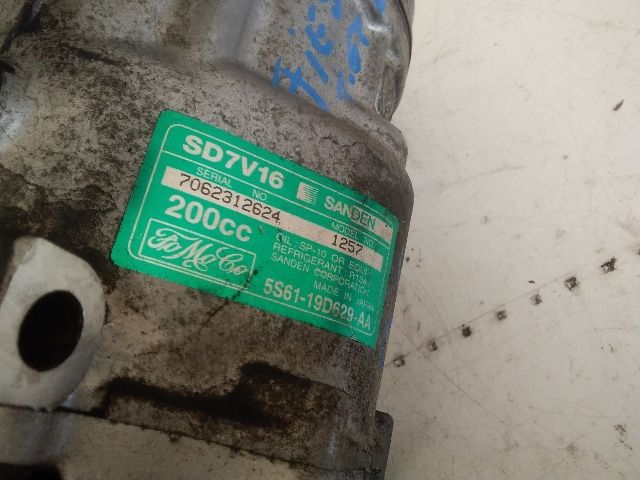 SD7V16 SANDEN
SERIAL NO. MODEL NO.
7062312624 1257
200cc OIL: SP-10 OR EQUI
REFRIGERANT: R134
SANDEN CORPORATION
FoMoCo MADE IN JAPAN
5S61-19D629-AA